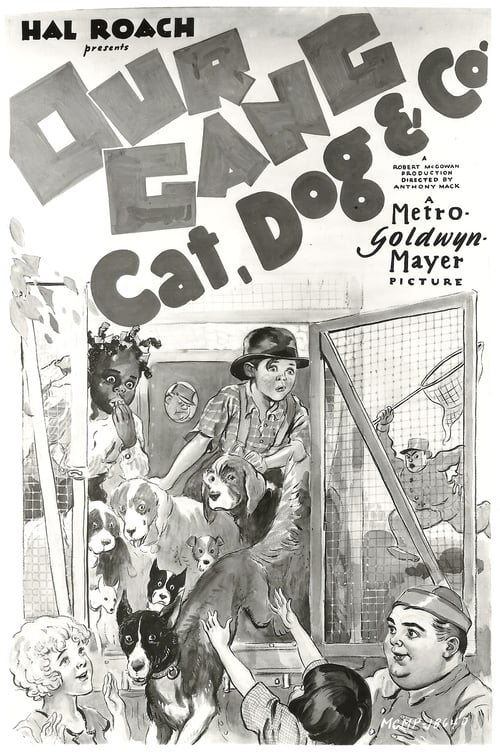 HAL ROACH
presents
OUR
GANG
Cat, Dog & Co.
A
ROBERT McGOWAN
PRODUCTION
DIRECTED BY
ANTHONY MACK
A
Metro-
Goldwyn-
Mayer
PICTURE